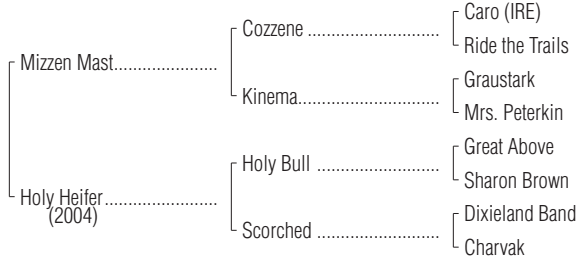 Caro (IRE)
Cozzene
Ride the Trails
Mizzen Mast
Graustark
Kinema
Mrs. Peterkin
Great Above
Holy Bull
Sharon Brown
Holy Heifer
(2004)
Dixieland Band
Scorched
Charvak